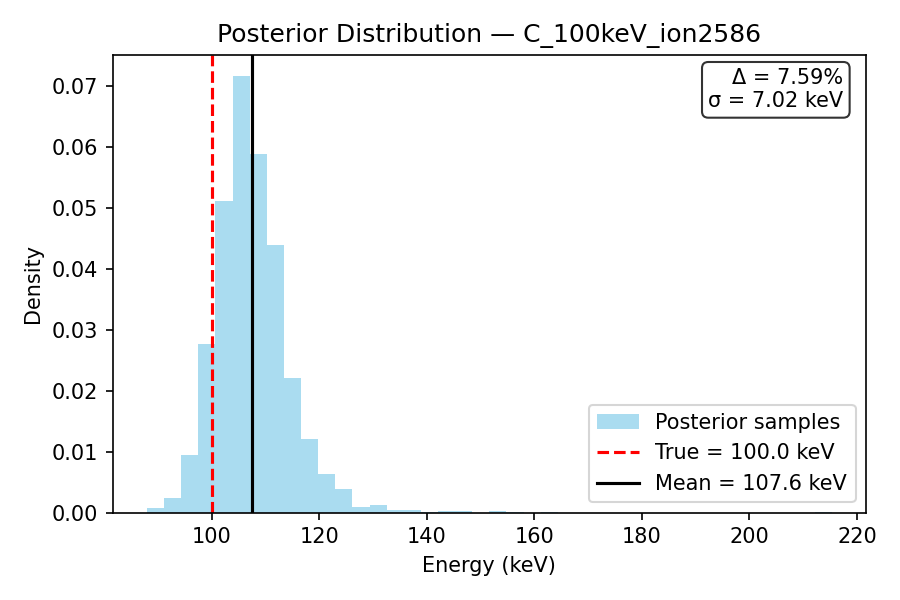 Posterior Distribution — C_100keV_ion2586
Δ = 7.59%
σ = 7.02 keV
0.07
0.06
0.05
0.04
0.03
0.02
0.01
0.00
Density
Posterior samples
True = 100.0 keV
Mean = 107.6 keV
100 120 140 160 180 200 220
Energy (keV)